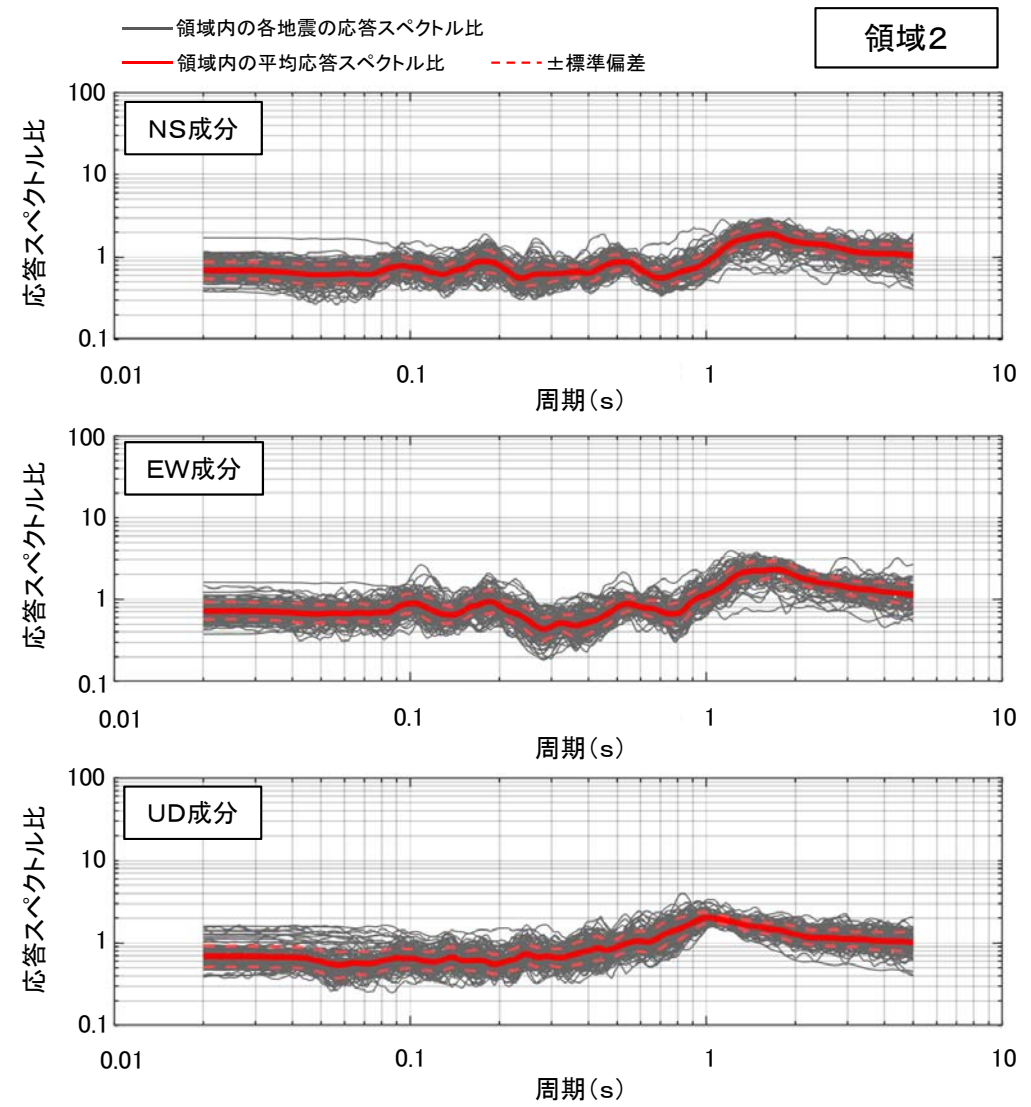 領域内の各地震の応答スペクトル比
領域内の平均応答スペクトル比 ±標準偏差
領域2
NS成分
応答スペクトル比
100
10
1
0.1
0.01 0.1 1 10
周期(s)
EW成分
応答スペクトル比
100
10
1
0.1
0.01 0.1 1 10
周期(s)
UD成分
応答スペクトル比
100
10
1
0.1
0.01 0.1 1 10
周期(s)